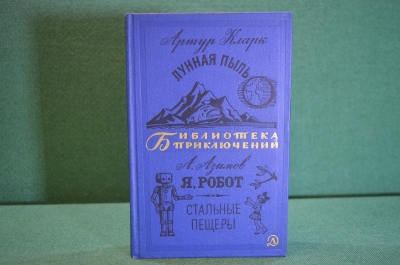 Артур Кларк
ЛУННАЯ ПЫЛЬ
БИБЛИОТЕКА
ПРИКЛЮЧЕНИЙ
А. Азимов
Я, РОБОТ
СТАЛЬНЫЕ
ПЕЩЕРЫ